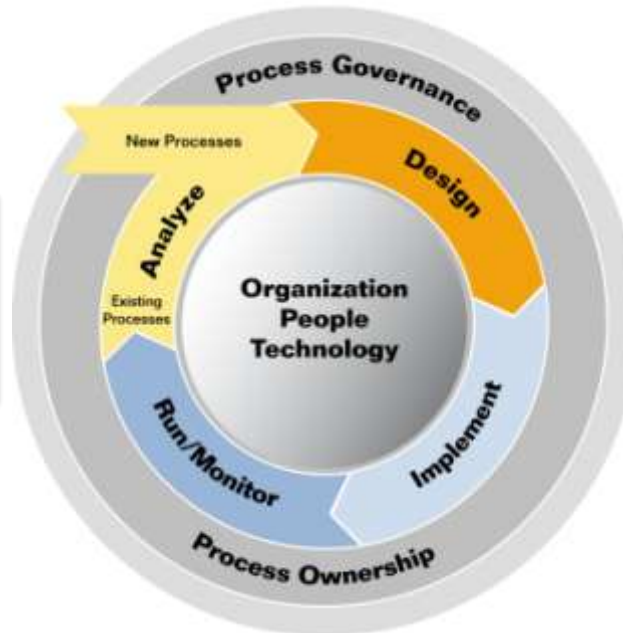 Process Governance
New Processes
Design
Analyze
Existing
Processes
Organization
People
Technology
Implement
Run/Monitor
Process Ownership